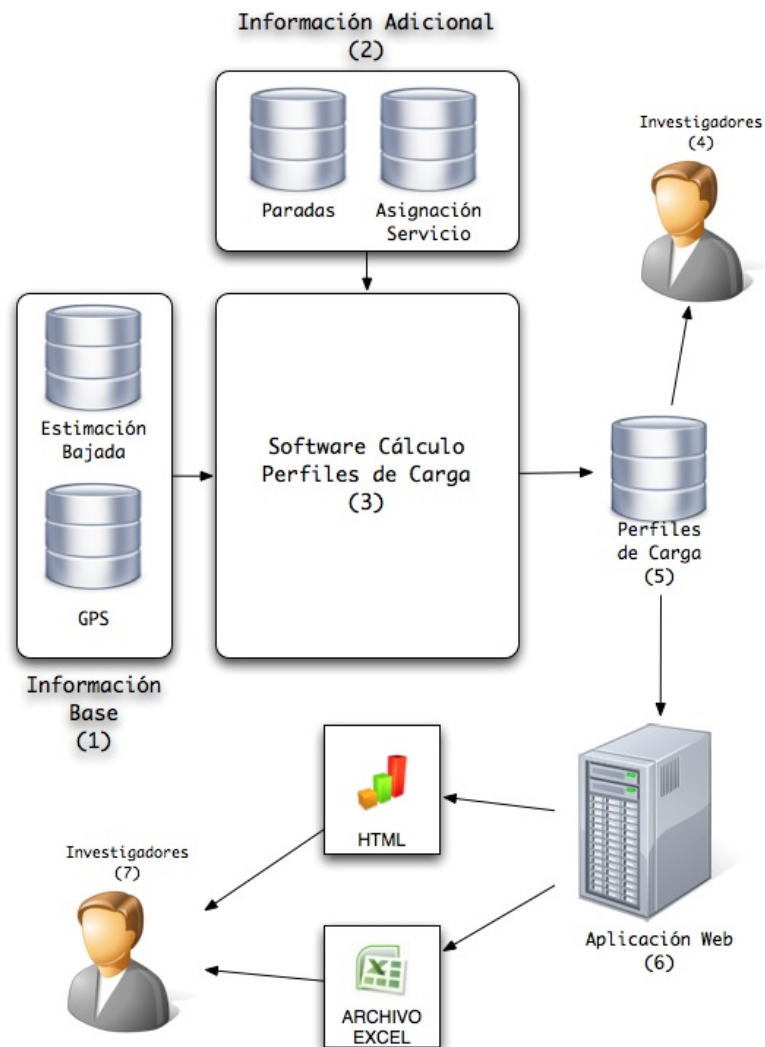 Información Adicional
(2)
Paradas
Asignación
Servicio
Investigadores
(4)
Estimación
Bajada
GPS
Información
Base
(1)
Software Cálculo
Perfiles de Carga
(3)
Perfiles
de Carga
(5)
HTML
Investigadores
(7)
ARCHIVO
EXCEL
Aplicación Web
(6)